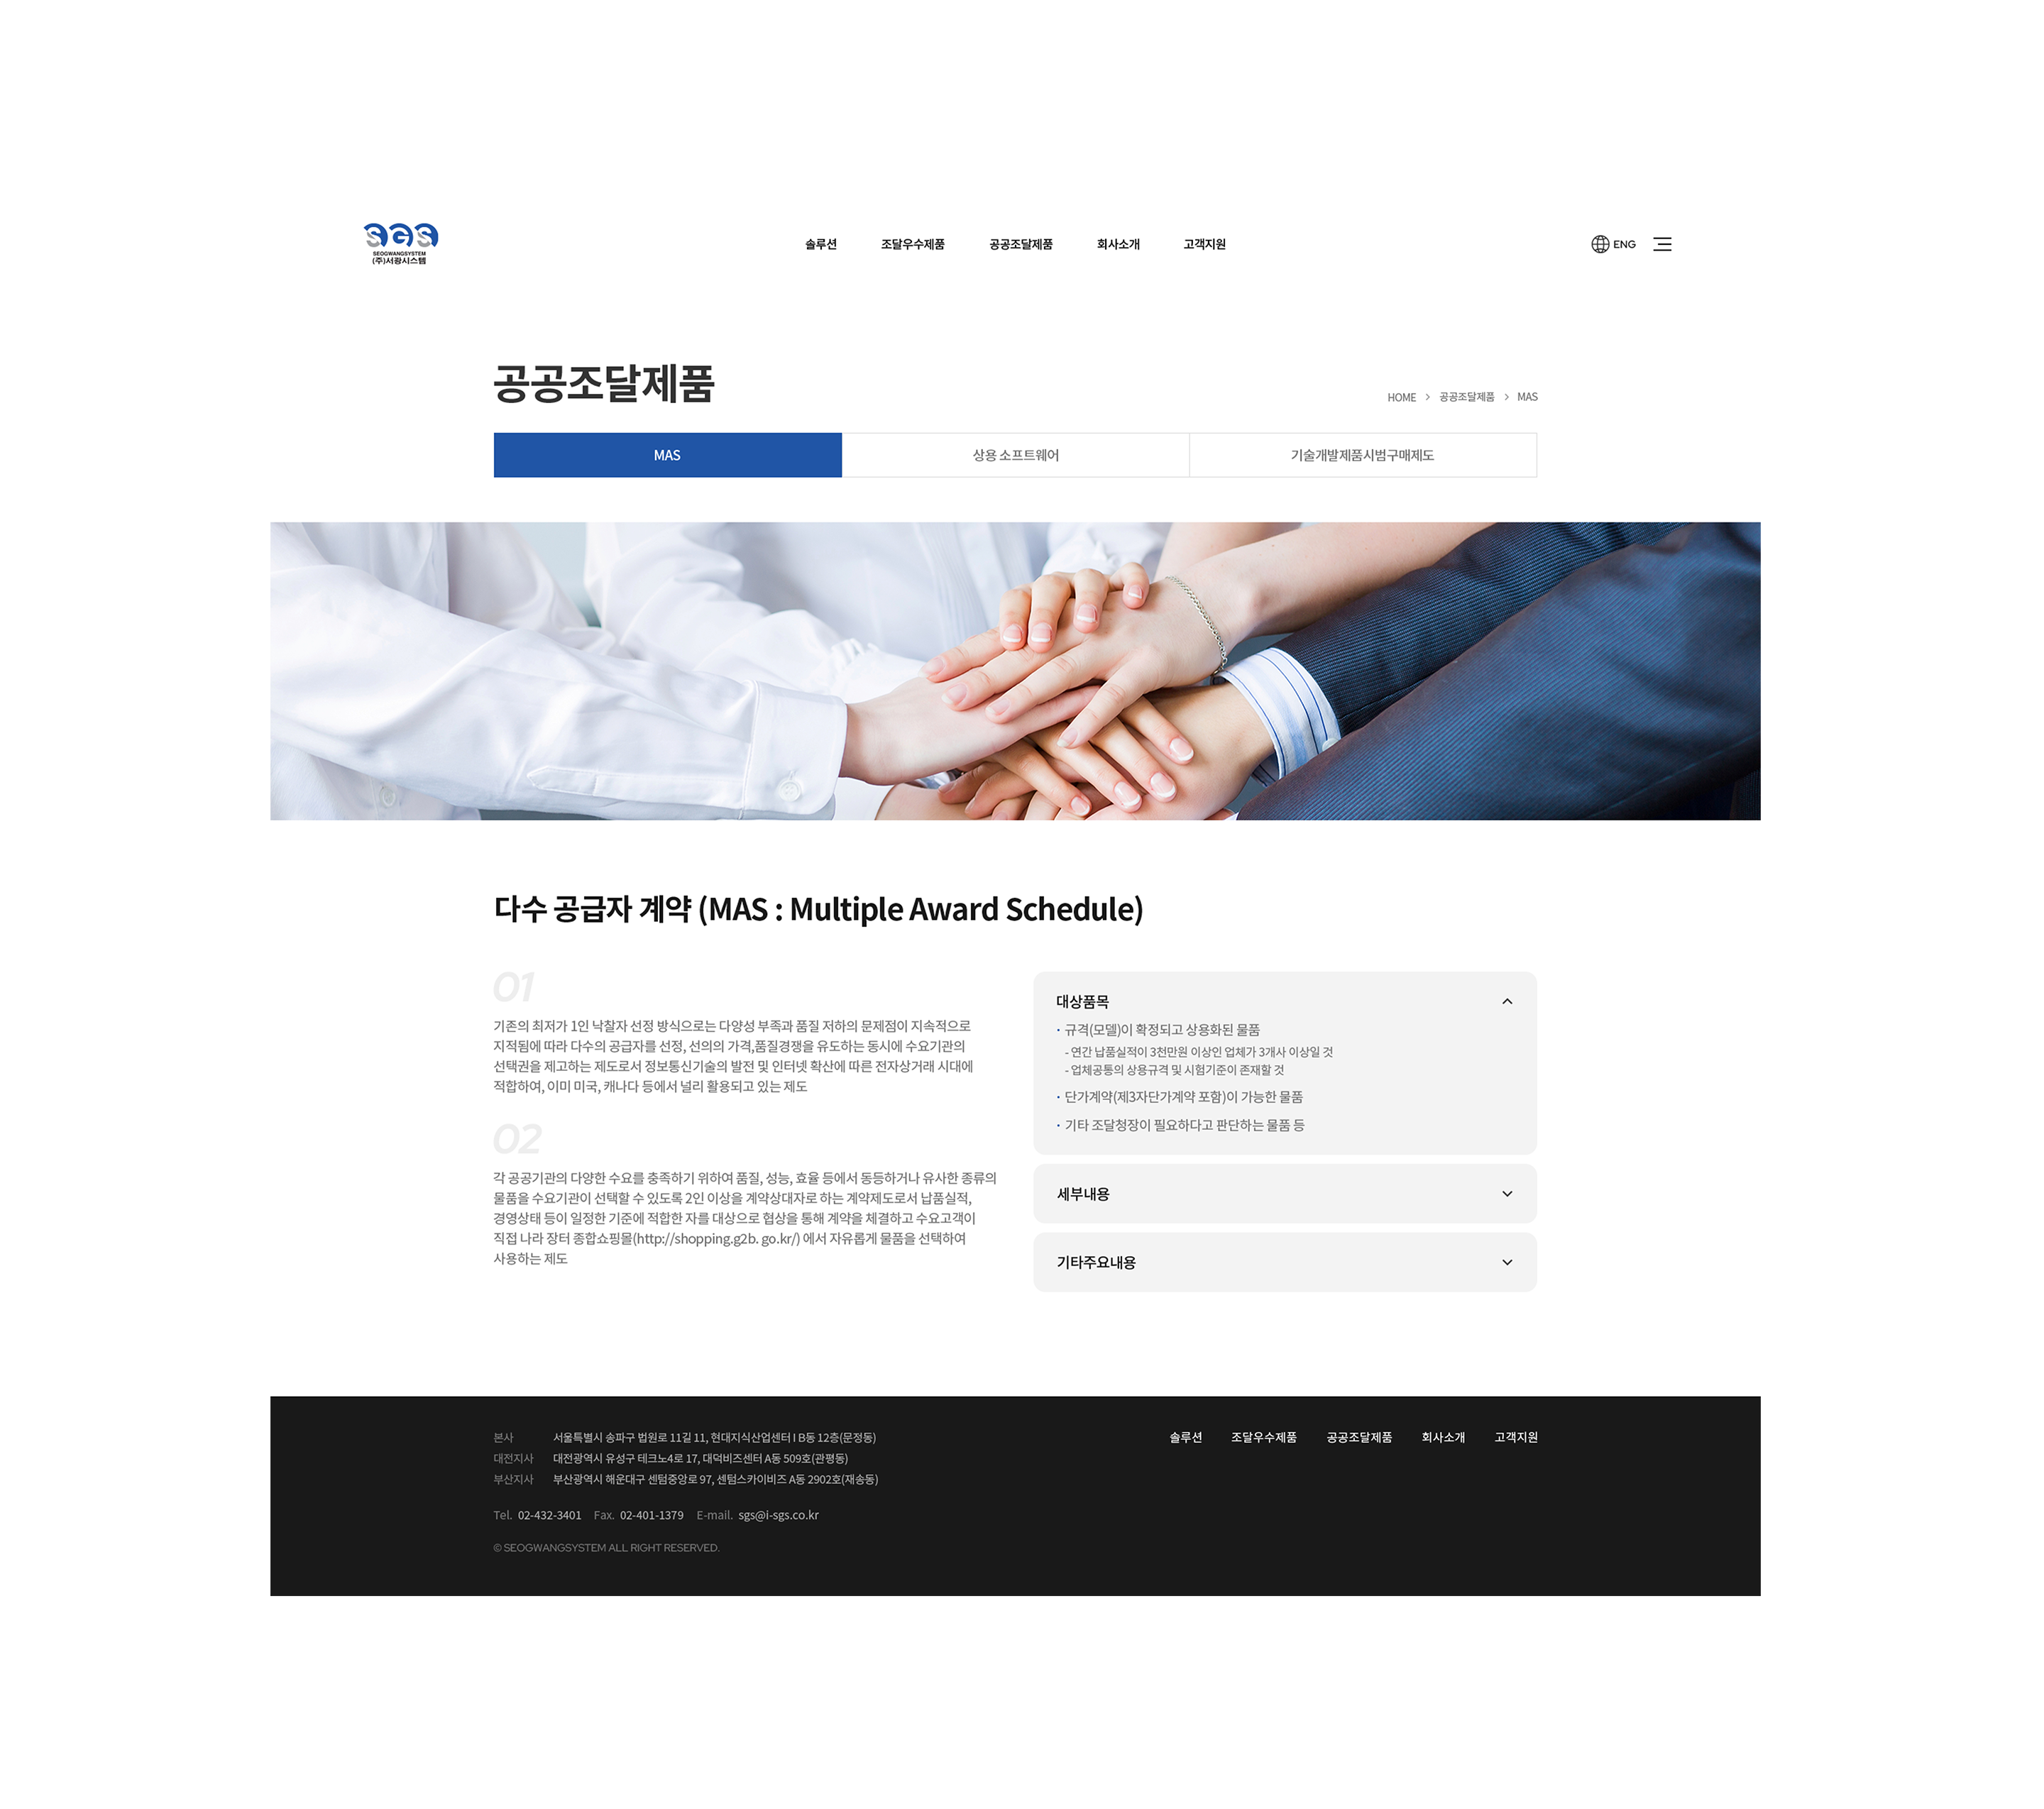 SGS
SEOGWANGSYSTEM
(주)서광시스템
솔루션 조달우수제품 공공조달제품 회사소개 고객지원
ENG
공공조달제품
HOME > 공공조달제품 > MAS
MAS 상용 소프트웨어 기술개발제품시범구매제도
다수 공급자 계약 (MAS : Multiple Award Schedule)
01
기존의 최저가 1인 낙찰자 선정 방식으로는 다양성 부족과 품질 저하의 문제점이 지속적으로
지적됨에 따라 다수의 공급자를 선정, 선의의 가격,품질경쟁을 유도하는 동시에 수요기관의
선택권을 제고하는 제도로서 정보통신기술의 발전 및 인터넷 확산에 따른 전자상거래 시대에
적합하여, 이미 미국, 캐나다 등에서 널리 활용되고 있는 제도
02
각 공공기관의 다양한 수요를 충족하기 위하여 품질, 성능, 효율 등에서 동등하거나 유사한 종류의
물품을 수요기관이 선택할 수 있도록 2인 이상을 계약상대자로 하는 계약제도로서 납품실적,
경영상태 등이 일정한 기준에 적합한 자를 대상으로 협상을 통해 계약을 체결하고 수요고객이
직접 나라 장터 종합쇼핑몰(http://shopping.g2b. go.kr/) 에서 자유롭게 물품을 선택하여
사용하는 제도
대상품목
· 규격(모델)이 확정되고 상용화된 물품
- 연간 납품실적이 3천만원 이상인 업체가 3개사 이상일 것
- 업체공통의 상용규격 및 시험기준이 존재할 것
· 단가계약(제3자단가계약 포함)이 가능한 물품
· 기타 조달청장이 필요하다고 판단하는 물품 등
세부내용
기타주요내용
본사 서울특별시 송파구 법원로 11길 11, 현대지식산업센터 I B동 12층(문정동)
대전지사 대전광역시 유성구 테크노4로 17, 대덕비즈센터 A동 509호(관평동)
부산지사 부산광역시 해운대구 센텀중앙로 97, 센텀스카이비즈 A동 2902호(재송동)
Tel. 02-432-3401 Fax. 02-401-1379 E-mail. sgs@i-sgs.co.kr
© SEOGWANGSYSTEM ALL RIGHT RESERVED.
솔루션 조달우수제품 공공조달제품 회사소개 고객지원